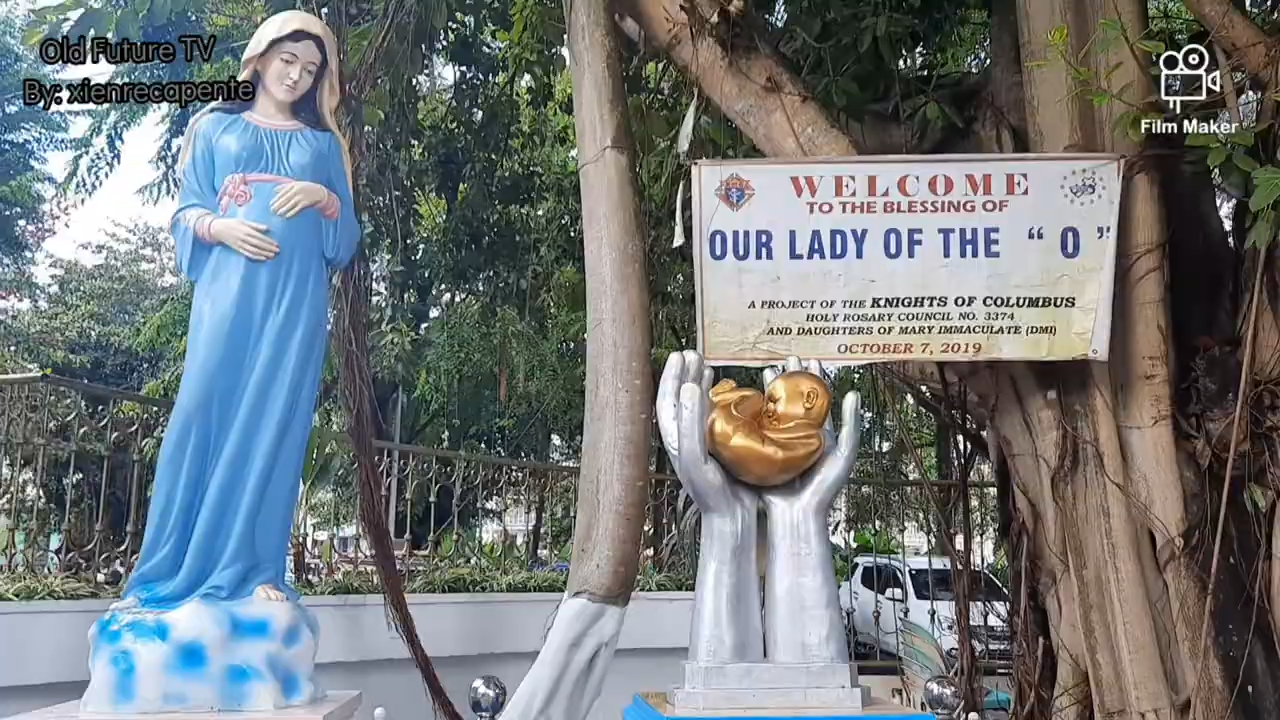 Old Future TV
By: xienrecapente
Film Maker
WELCOME
TO THE BLESSING OF
OUR LADY OF THE “ O ”
A PROJECT OF THE KNIGHTS OF COLUMBUS
HOLY ROSARY COUNCIL NO. 3374
AND DAUGHTERS OF MARY IMMACULATE (DMI)
OCTOBER 7, 2019